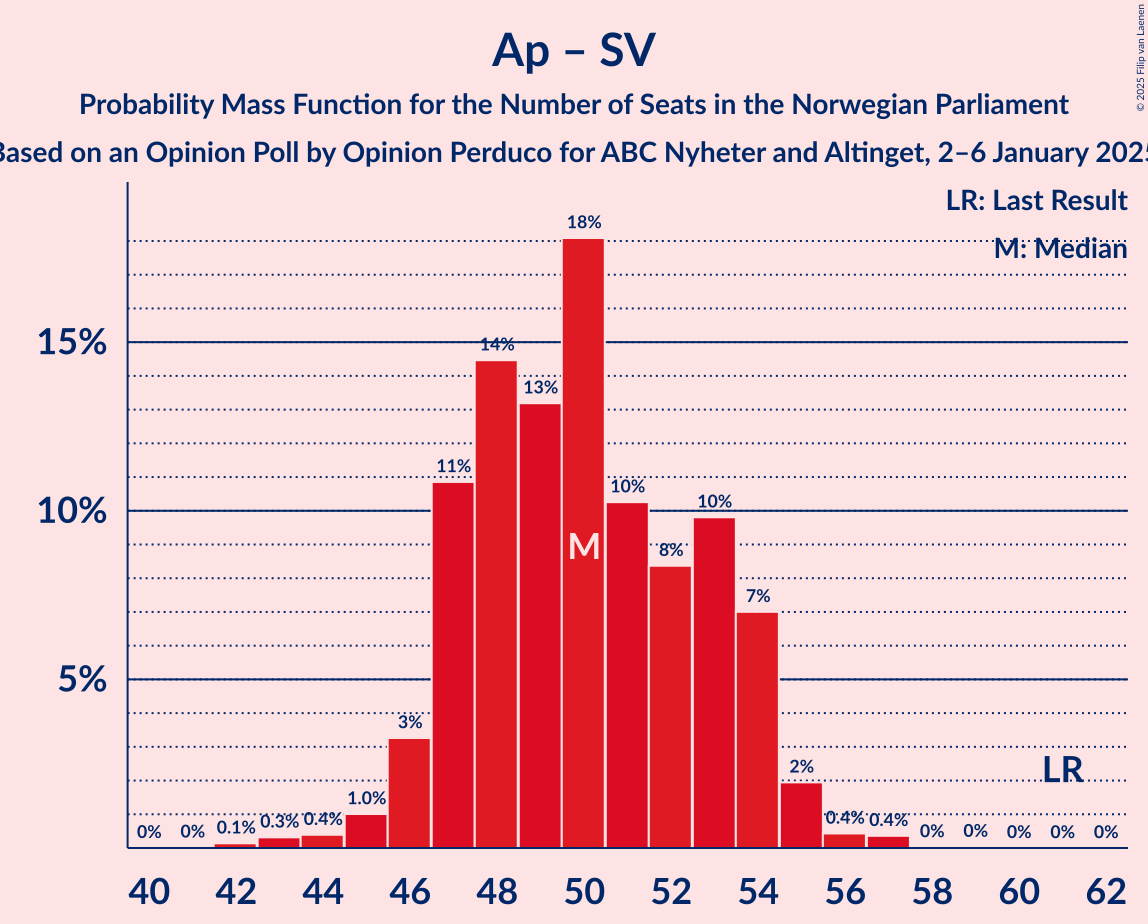 Ap – SV
Probability Mass Function for the Number of Seats in the Norwegian Parliament
Based on an Opinion Poll by Opinion Perduco for ABC Nyheter and Altinget, 2–6 January 2025
© 2025 Filip van Laenen
LR: Last Result
M: Median
15%
10%
5%
0%
0%
0.1%
0.3%
0.4%
1.0%
3%
11%
14%
13%
18%
10%
8%
10%
7%
2%
0.4%
0.4%
0%
0%
0%
0%
0%
M
LR
40 42 44 46 48 50 52 54 56 58 60 62